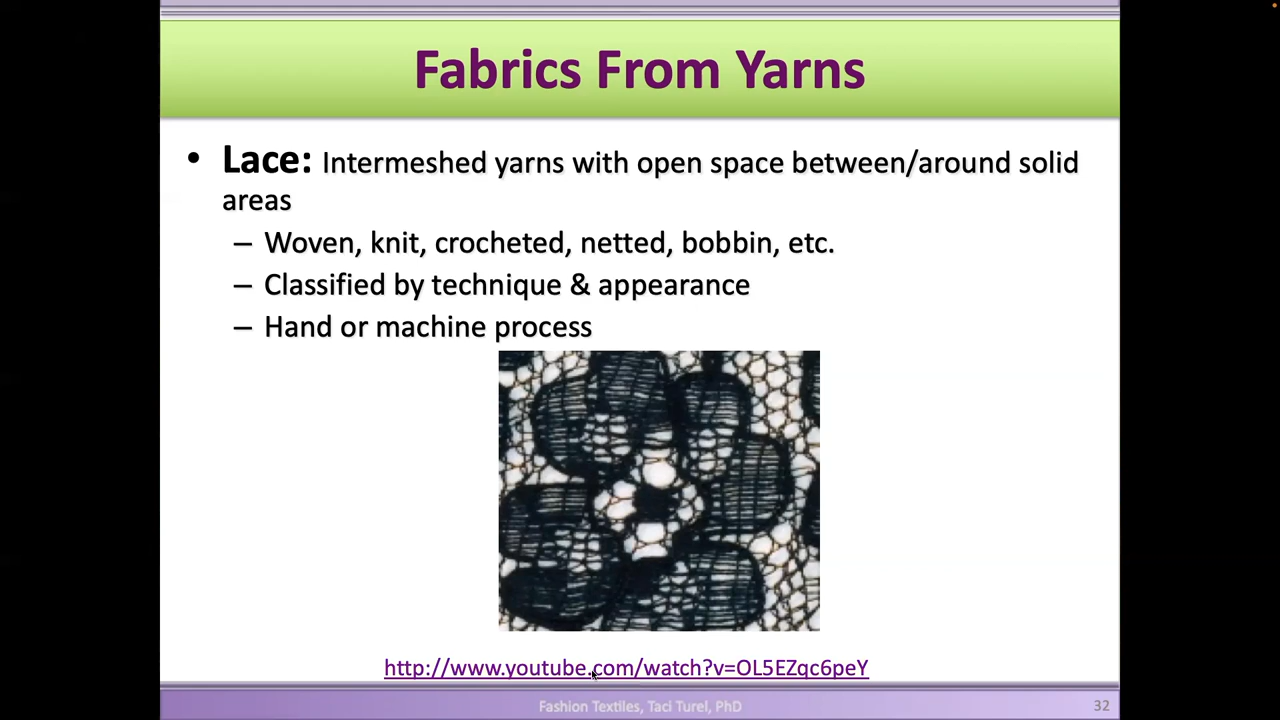 Fabrics From Yarns
• Lace: Intermeshed yarns with open space between/around solid
areas
– Woven, knit, crocheted, netted, bobbin, etc.
– Classified by technique & appearance
– Hand or machine process
http://www.youtube.com/watch?v=OL5EZqc6peY
Fashion Textiles, Taci Turel, PhD
32